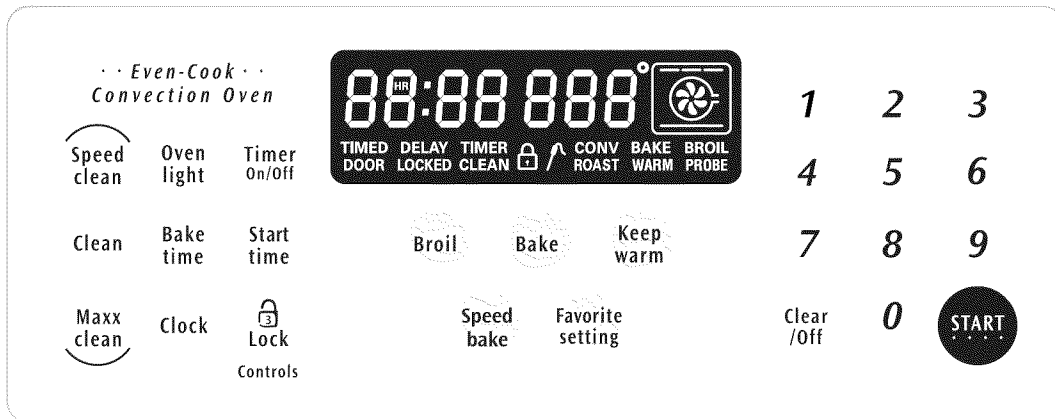 · · Even-Cook · ·
Convection Oven
Speed
clean
Oven
light
Timer
On/Off
Clean
Bake
time
Start
time
Maxx
clean
Clock
3
Lock
Controls
88:88 888°
HR
TIMED DELAY TIMER CONV BAKE BROIL
DOOR LOCKED CLEAN ROAST WARM PROBE
Broil
Bake
Keep
warm
Speed
bake
Favorite
setting
1 2 3
4 5 6
7 8 9
Clear
/Off
0
START